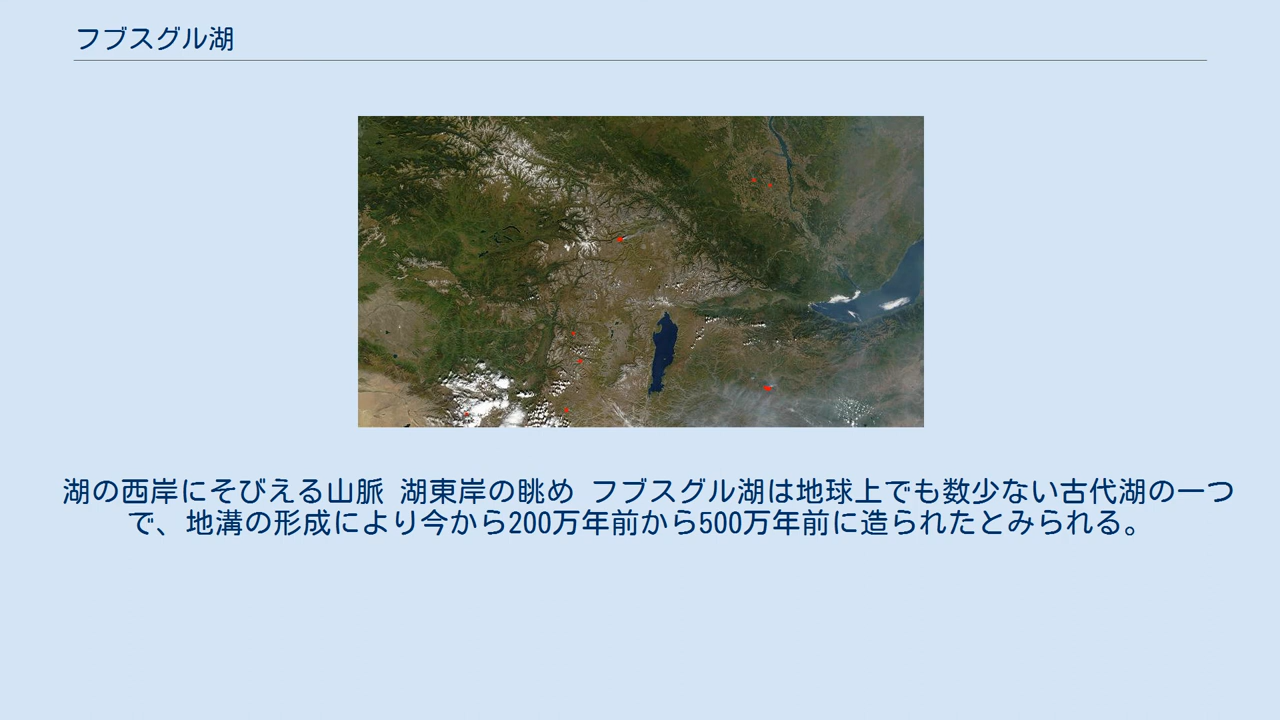 フブスグル湖
湖の西岸にそびえる山脈 湖東岸の眺め フブスグル湖は地球上でも数少ない古代湖の一つ
で、地溝の形成により今から200万年前から500万年前に造られたとみられる。